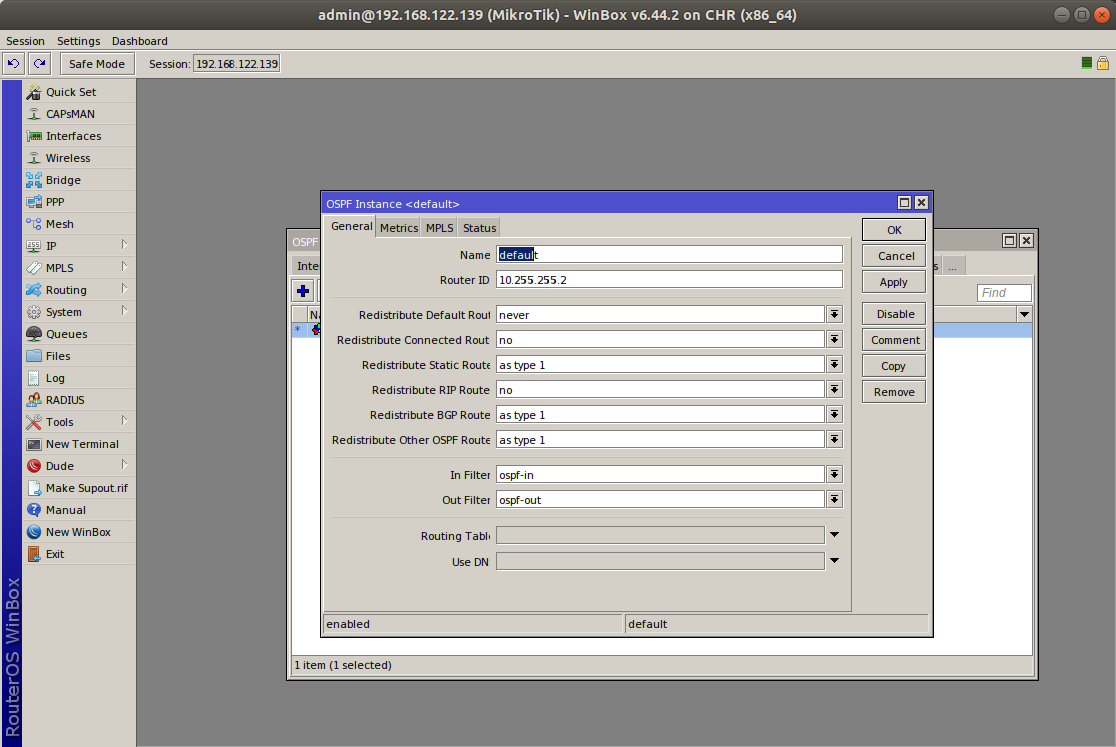 admin@192.168.122.139 (MikroTik) - WinBox v6.44.2 on CHR (x86_64)
Session Settings Dashboard
Safe Mode Session: 192.168.122.139
Quick Set
CAPsMAN
Interfaces
Wireless
Bridge
PPP
Mesh
IP
MPLS
Routing
System
Queues
Files
Log
RADIUS
Tools
New Terminal
Dude
Make Supout.rif
Manual
New WinBox
Exit
RouterOS WinBox
OSPF
Inte
s ...
Find
Na
*
OSPF Instance <default>
General Metrics MPLS Status
Name default
Router ID 10.255.255.2
Redistribute Default Rout never
Redistribute Connected Rout no
Redistribute Static Route as type 1
Redistribute RIP Route no
Redistribute BGP Route as type 1
Redistribute Other OSPF Route as type 1
In Filter ospf-in
Out Filter ospf-out
Routing Tabl
Use DN
OK
Cancel
Apply
Disable
Comment
Copy
Remove
enabled default
1 item (1 selected)